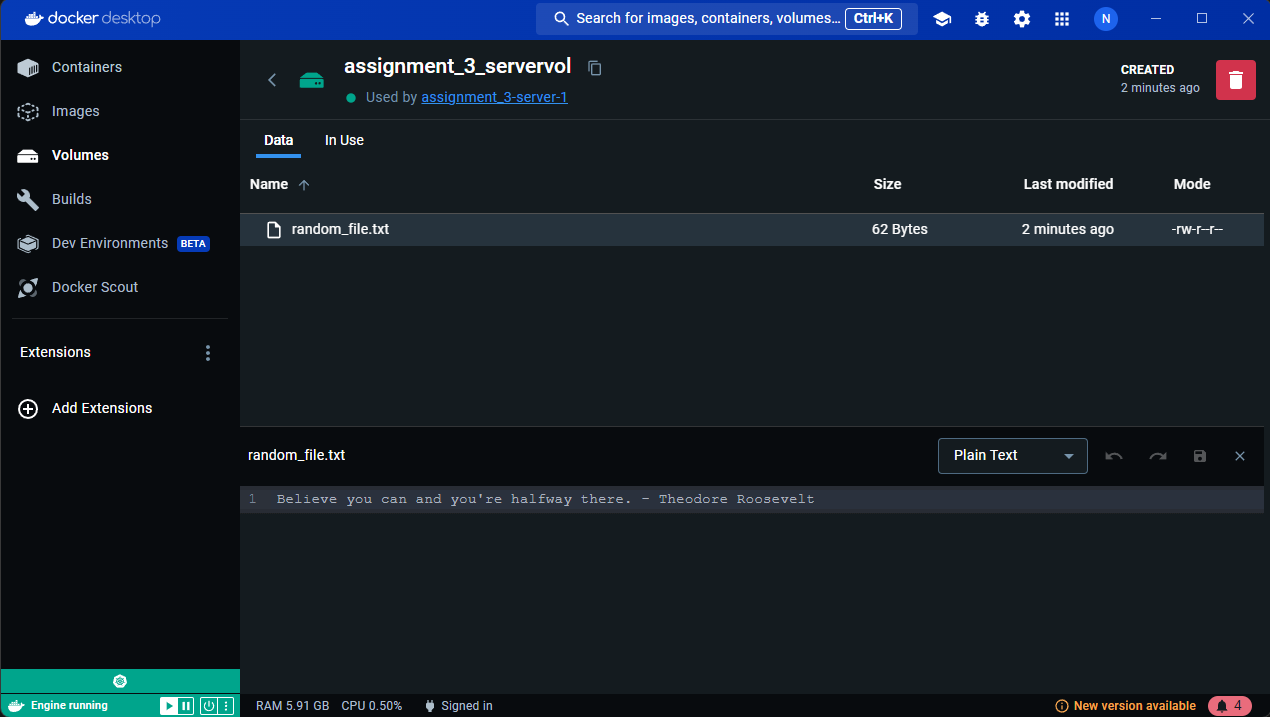 docker desktop
Search for images, containers, volumes... Ctrl+K
N
Containers
Images
Volumes
Builds
Dev Environments BETA
Docker Scout
Extensions
Add Extensions
assignment_3_servervol
Used by assignment_3-server-1
CREATED
2 minutes ago
Data In Use
Name Size Last modified Mode
random_file.txt 62 Bytes 2 minutes ago -rw-r--r--
random_file.txt Plain Text
1 Believe you can and you're halfway there. - Theodore Roosevelt
Engine running RAM 5.91 GB CPU 0.50% Signed in New version available 4